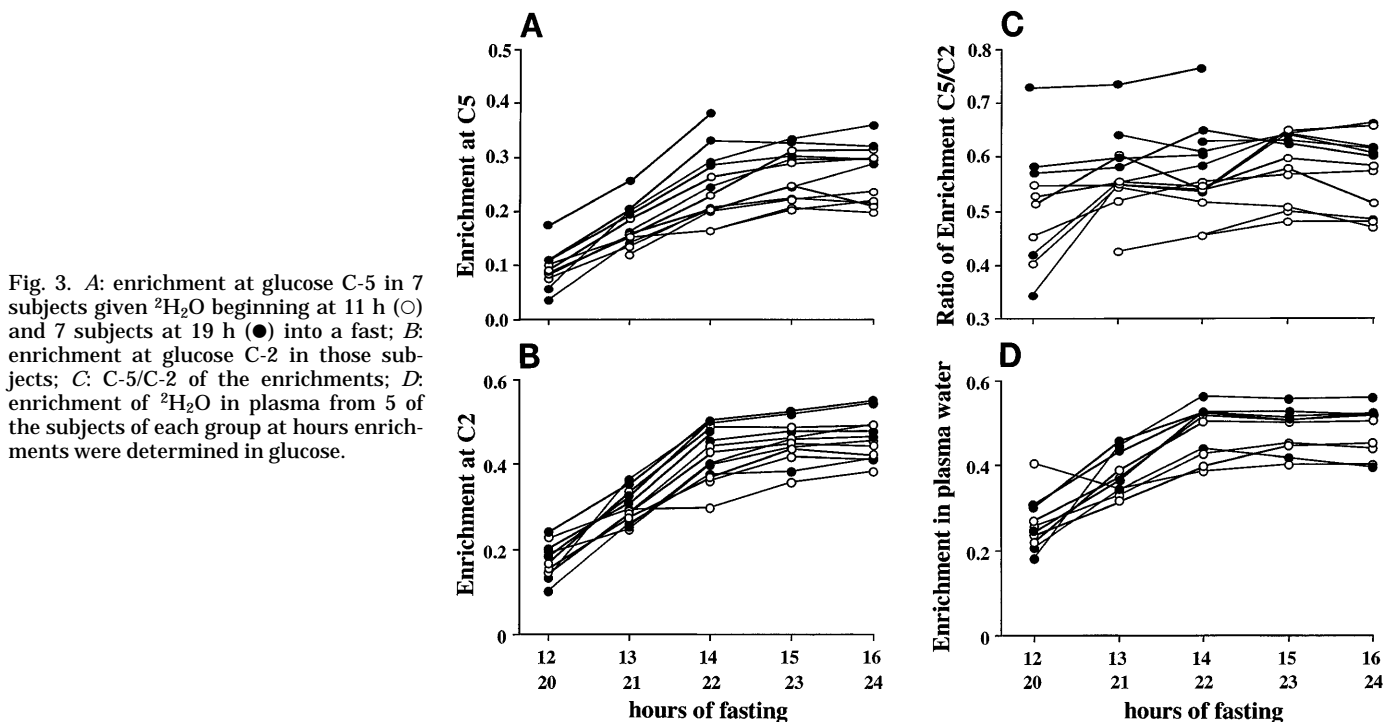 Fig. 3. A: enrichment at glucose C-5 in 7
subjects given ²H₂O beginning at 11 h (○)
and 7 subjects at 19 h (●) into a fast; B:
enrichment at glucose C-2 in those sub-
jects; C: C-5/C-2 of the enrichments; D:
enrichment of ²H₂O in plasma from 5 of
the subjects of each group at hours enrich-
ments were determined in glucose.
A
Enrichment at C5
0.5
0.4
0.3
0.2
0.1
0.0
C
Ratio of Enrichment C5/C2
0.8
0.7
0.6
0.5
0.4
0.3
B
Enrichment at C2
0.6
0.4
0.2
0
12 13 14 15 16
20 21 22 23 24
hours of fasting
D
Enrichment in plasma water
0.6
0.4
0.2
0
12 13 14 15 16
20 21 22 23 24
hours of fasting